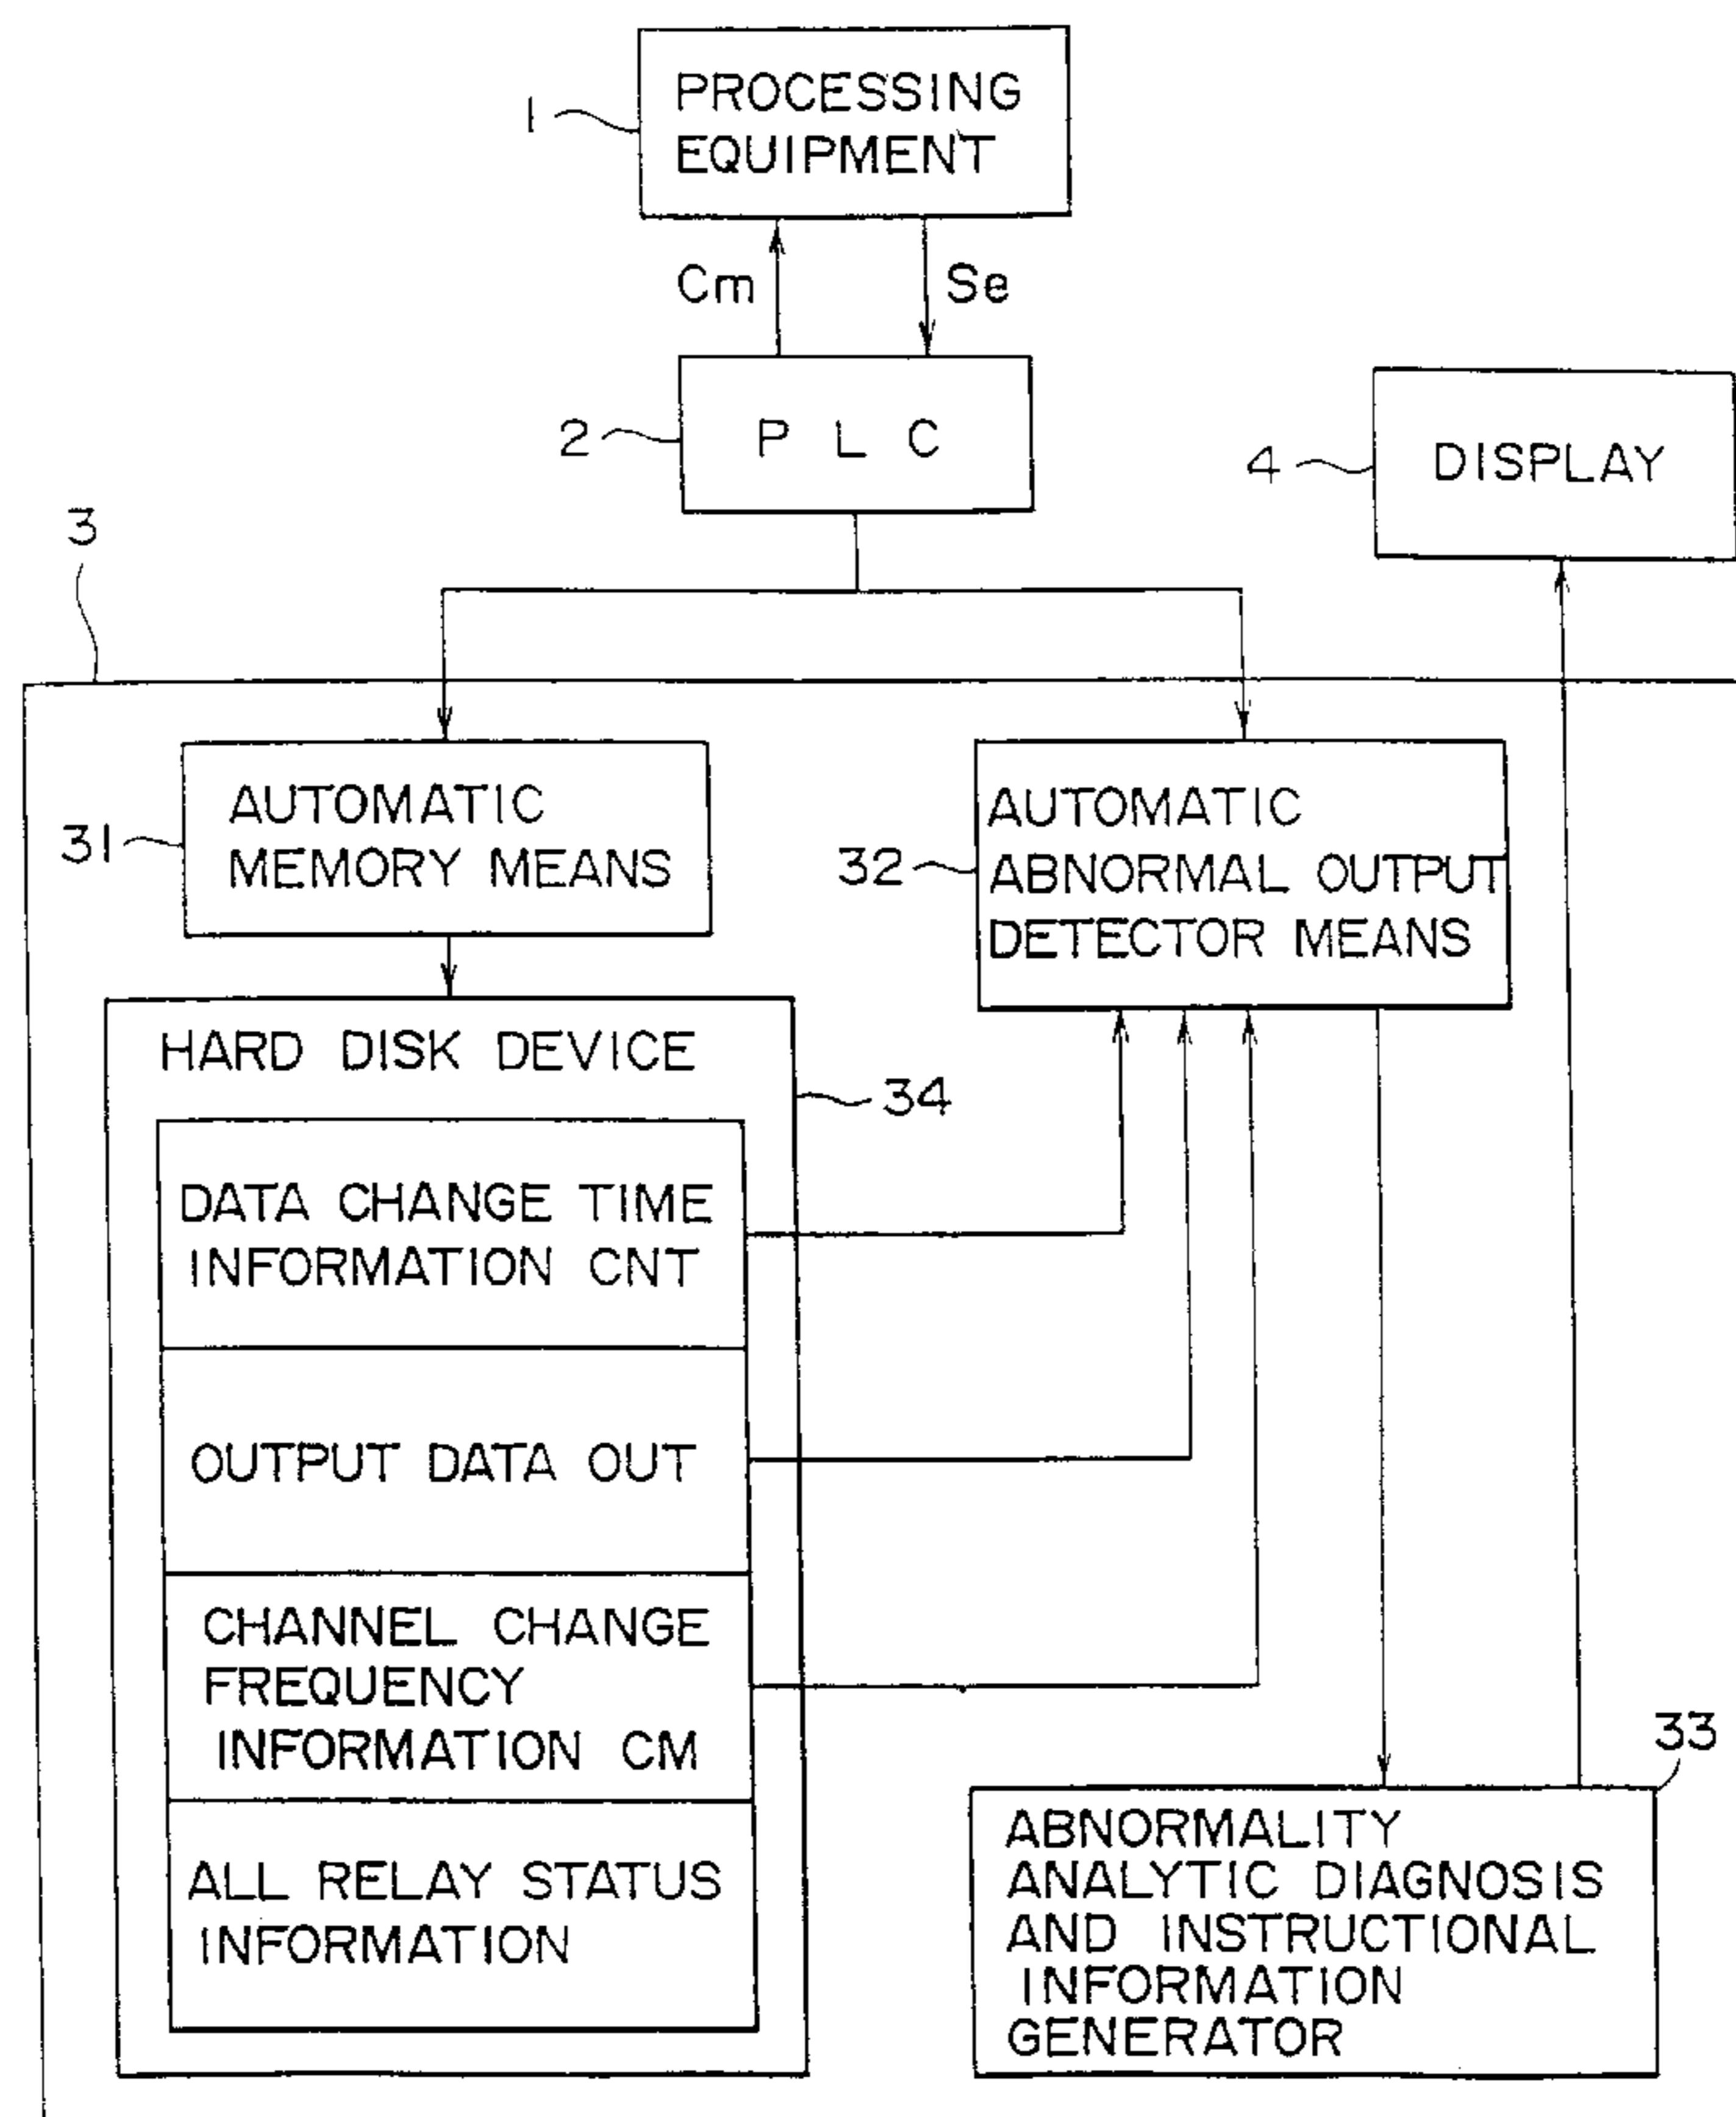 PROCESSING
EQUIPMENT
1
Cm
Se
P L C
2
DISPLAY
4
3
AUTOMATIC
MEMORY MEANS
31
AUTOMATIC
ABNORMAL OUTPUT
DETECTOR MEANS
32
HARD DISK DEVICE
34
DATA CHANGE TIME
INFORMATION CNT
OUTPUT DATA OUT
CHANNEL CHANGE
FREQUENCY
INFORMATION CM
ALL RELAY STATUS
INFORMATION
33
ABNORMALITY
ANALYTIC DIAGNOSIS
AND INSTRUCTIONAL
INFORMATION
GENERATOR